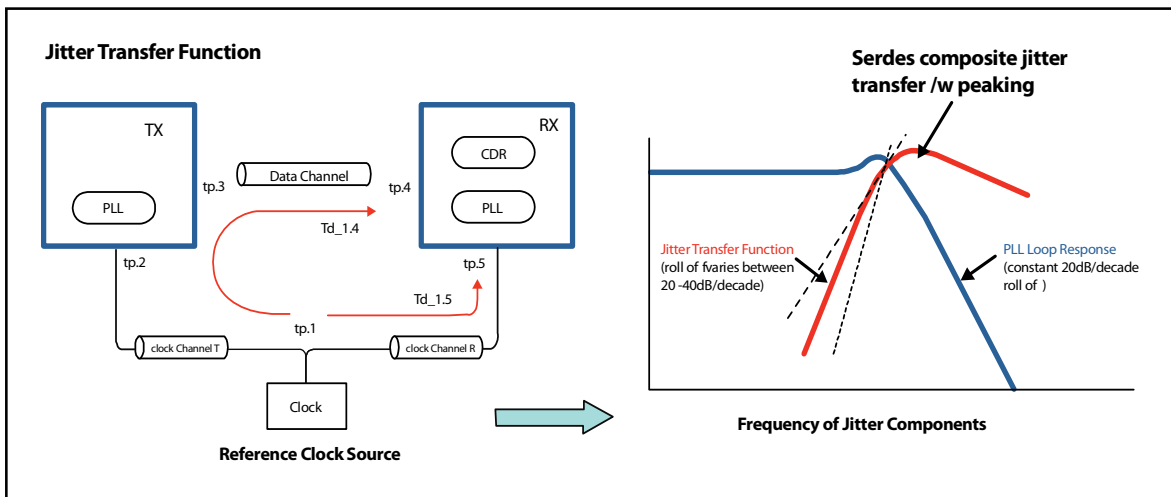 Jitter Transfer Function
TX
PLL
tp.2
tp.3
Data Channel
tp.4
RX
CDR
PLL
tp.5
Td_1.4
Td_1.5
tp.1
clock Channel T
clock Channel R
Clock
Reference Clock Source
Serdes composite jitter
transfer /w peaking
Jitter Transfer Function
(roll of fvaries between
20 -40dB/decade)
PLL Loop Response
(constant 20dB/decade
roll of )
Frequency of Jitter Components